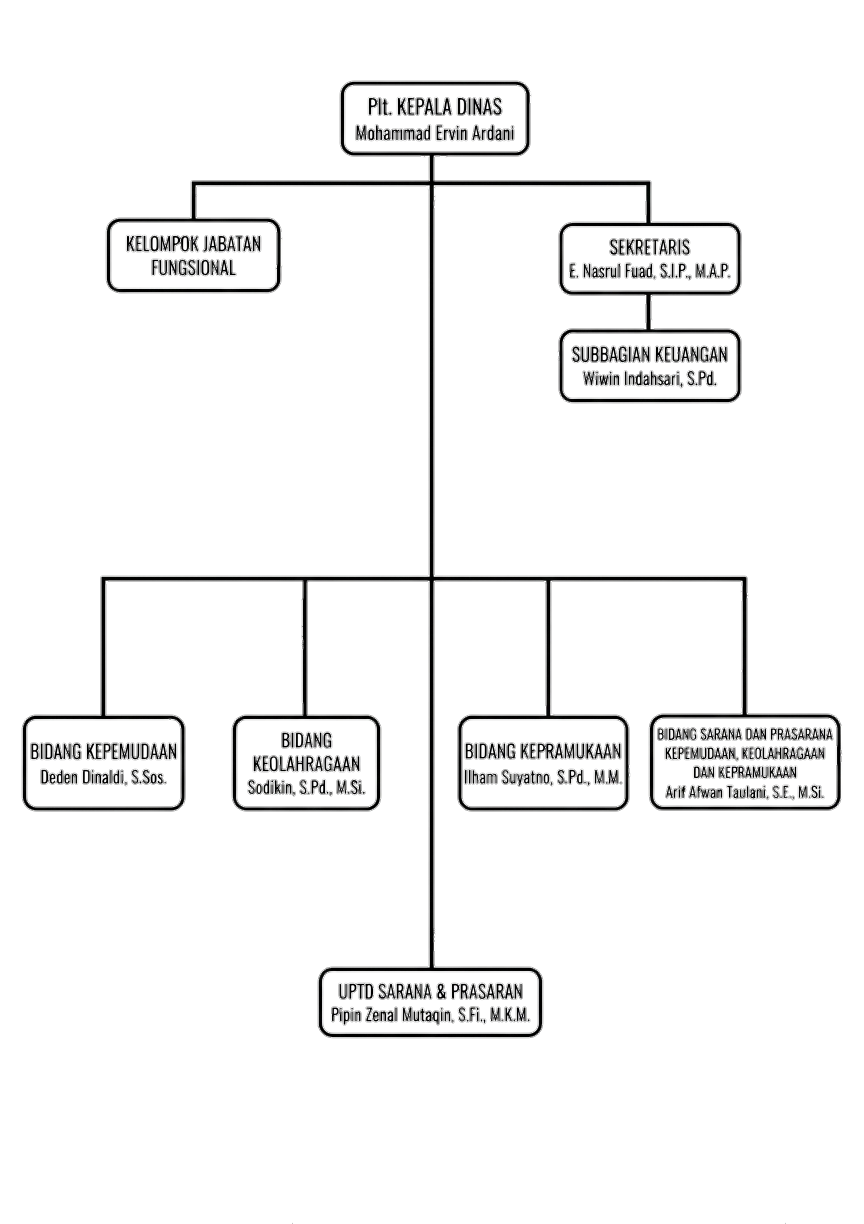 Plt. KEPALA DINAS
Mohammad Ervin Ardani
KELOMPOK JABATAN
FUNGSIONAL
SEKRETARIS
E. Nasrul Fuad, S.I.P., M.A.P.
SUBBAGIAN KEUANGAN
Wiwin Indahsari, S.Pd.
BIDANG KEPEMUDAAN
Deden Dinaldi, S.Sos.
BIDANG
KEOLAHRAGAAN
Sodikin, S.Pd., M.Si.
BIDANG KEPRAMUKAAN
Ilham Suyatno, S.Pd., M.M.
BIDANG SARANA DAN PRASARANA
KEPEMUDAAN, KEOLAHRAGAAN
DAN KEPRAMUKAAN
Arif Afwan Taulani, S.E., M.Si.
UPTD SARANA & PRASARAN
Pipin Zenal Mutaqin, S.Fi., M.K.M.